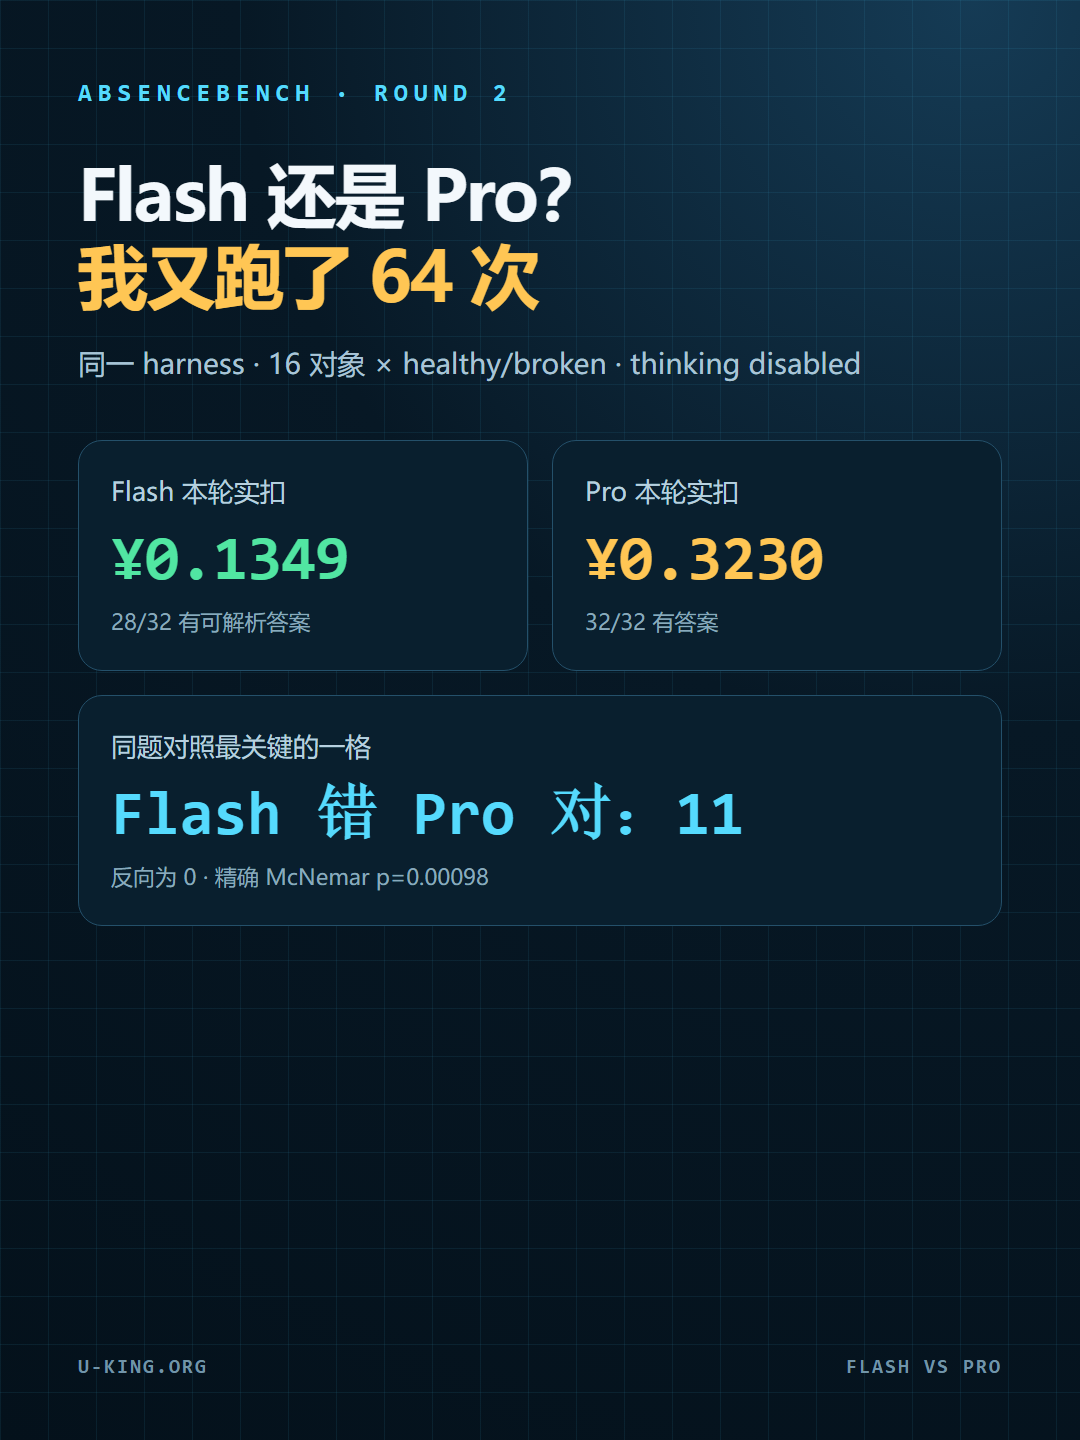 ABSENCEBENCH · ROUND 2
Flash 还是 Pro?
我又跑了 64 次
同一 harness · 16 对象 × healthy/broken · thinking disabled
Flash 本轮实扣
¥0.1349
28/32 有可解析答案
Pro 本轮实扣
¥0.3230
32/32 有答案
同题对照最关键的一格
Flash 错 Pro 对：11
反向为 0 · 精确 McNemar p=0.00098
U-KING.ORG
FLASH VS PRO